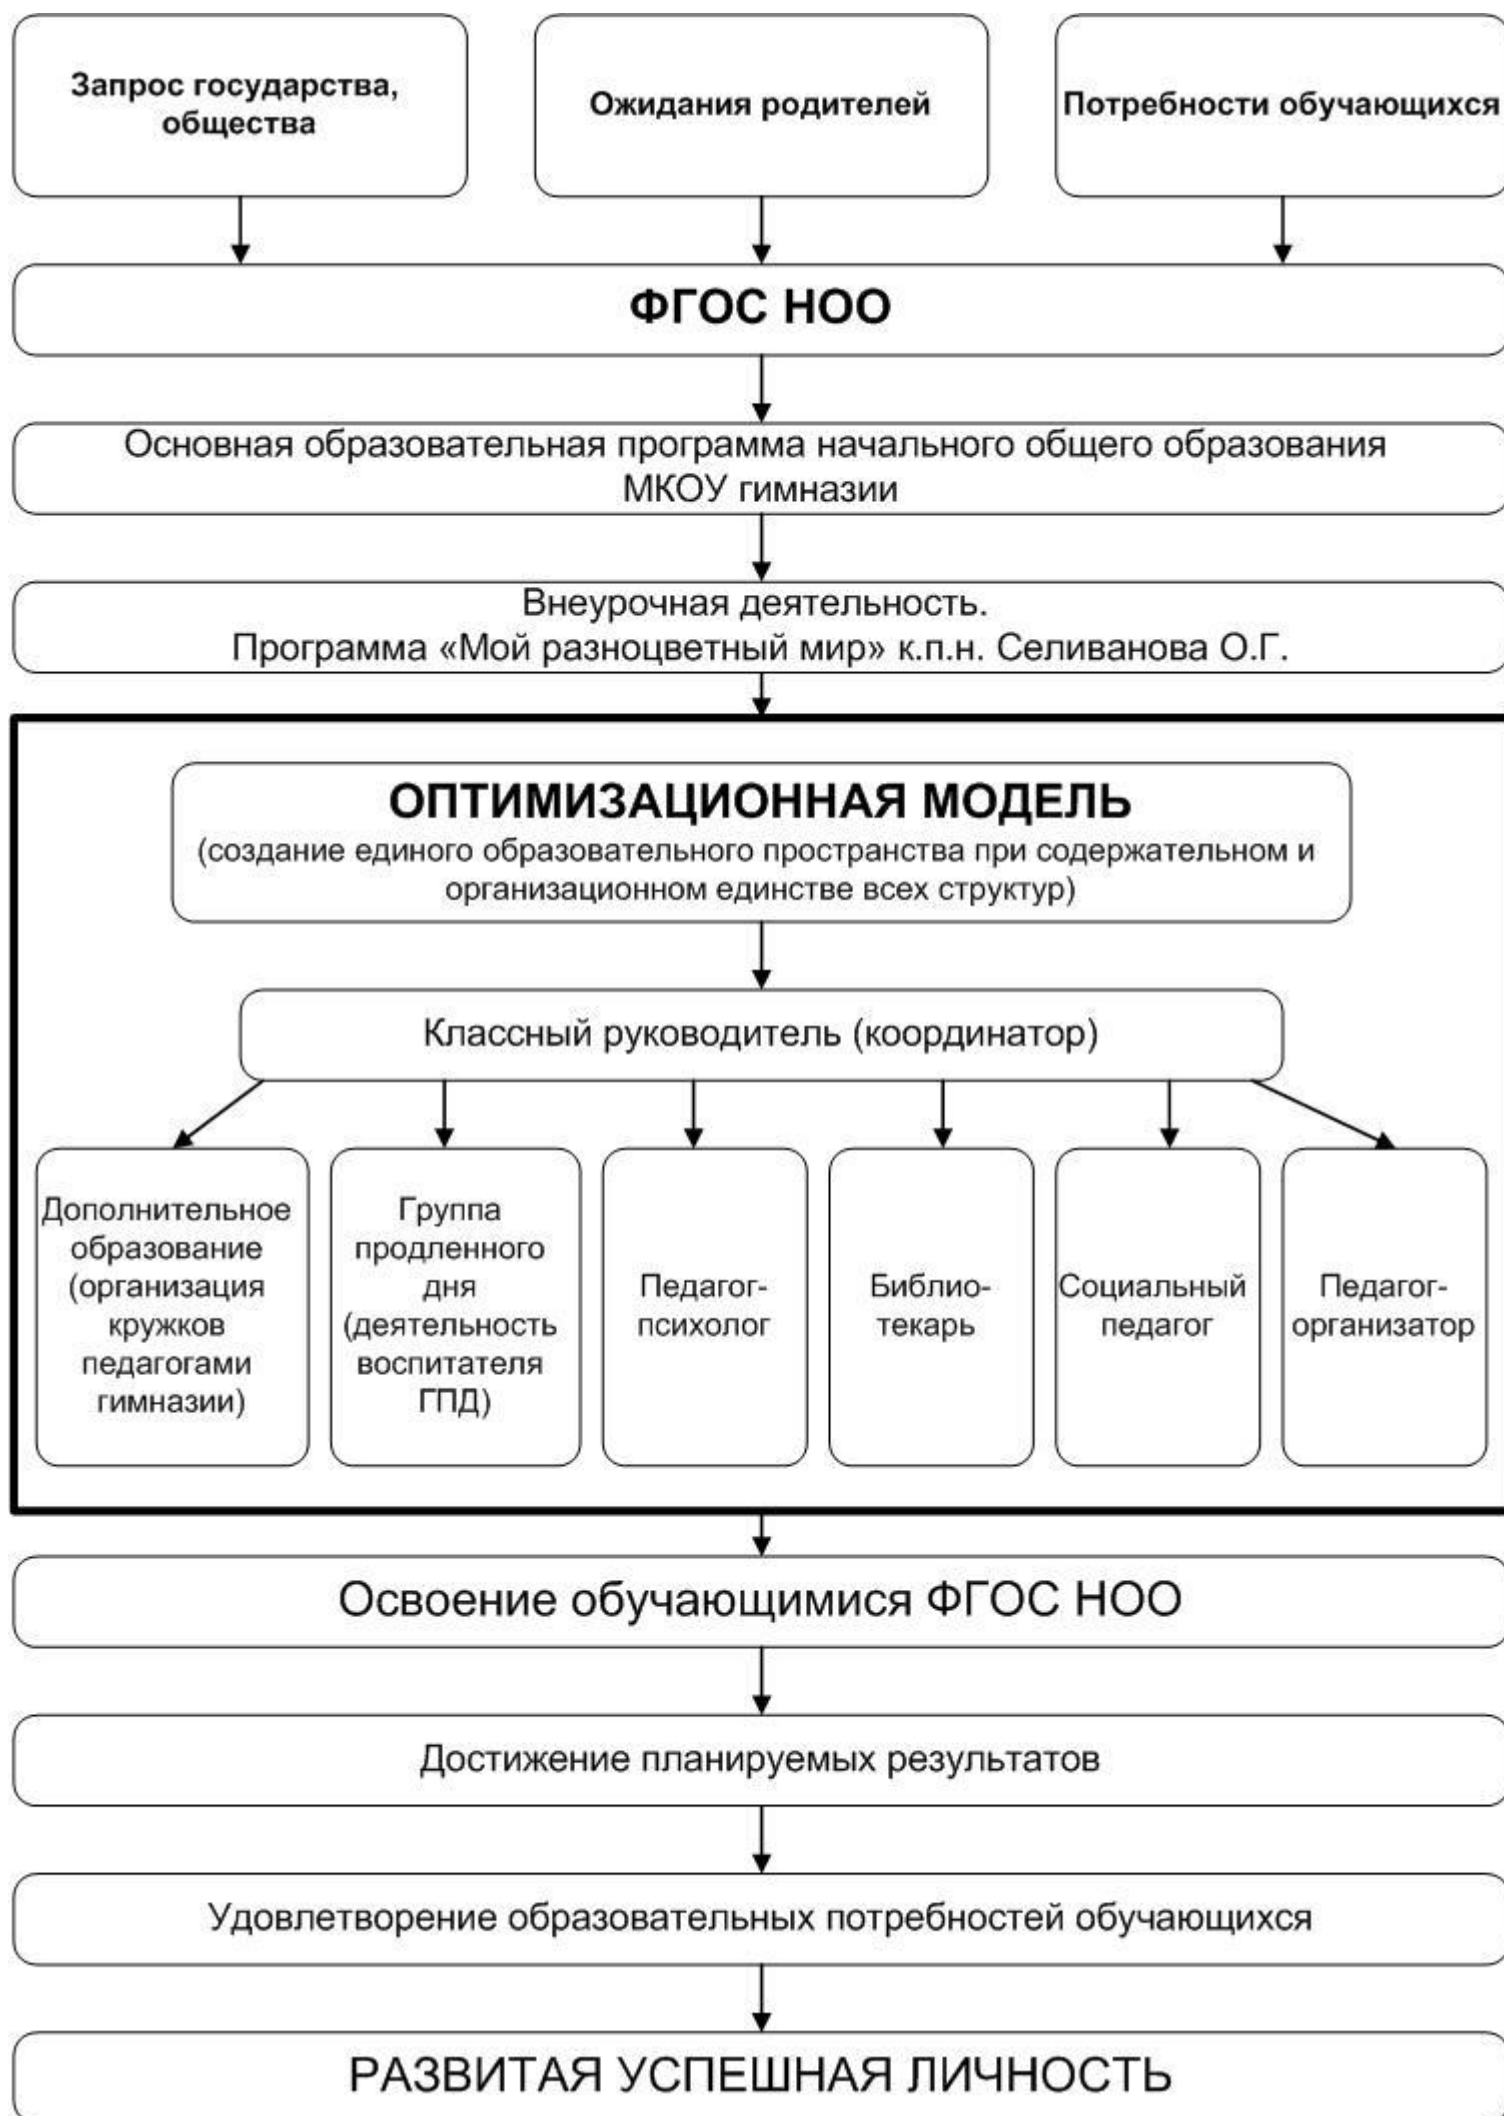 Запрос государства,
общества
Ожидания родителей
Потребности обучающихся
ФГОС НОО
Основная образовательная программа начального общего образования
МКОУ гимназии
Внеурочная деятельность.
Программа «Мой разноцветный мир» к.п.н. Селиванова О.Г.
ОПТИМИЗАЦИОННАЯ МОДЕЛЬ
(создание единого образовательного пространства при содержательном и
организационном единстве всех структур)
Классный руководитель (координатор)
Дополнительное
образование
(организация
кружков
педагогами
гимназии)
Группа
продленного
дня
(деятельность
воспитателя
ГПД)
Педагог-
психолог
Библио-
текарь
Социальный
педагог
Педагог-
организатор
Освоение обучающимися ФГОС НОО
Достижение планируемых результатов
Удовлетворение образовательных потребностей обучающихся
РАЗВИТАЯ УСПЕШНАЯ ЛИЧНОСТЬ